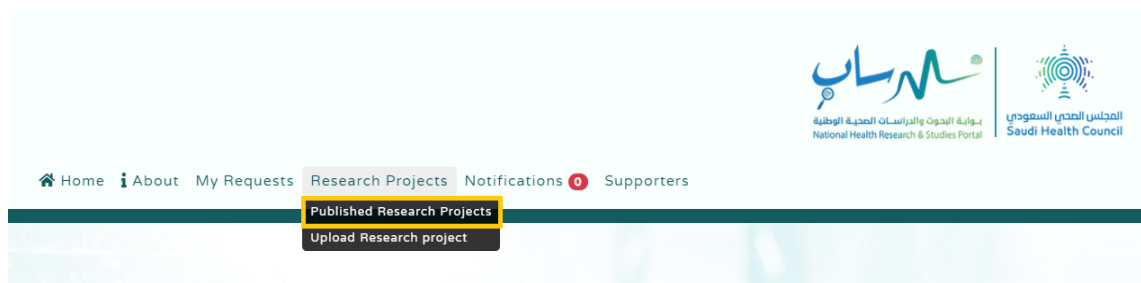 سراب
بوابة البحوث والدراسات الصحية الوطنية
National Health Research & Studies Portal
المجلس الصحي السعودي
Saudi Health Council
Home About My Requests Research Projects Notifications 0 Supporters
Published Research Projects
Upload Research project